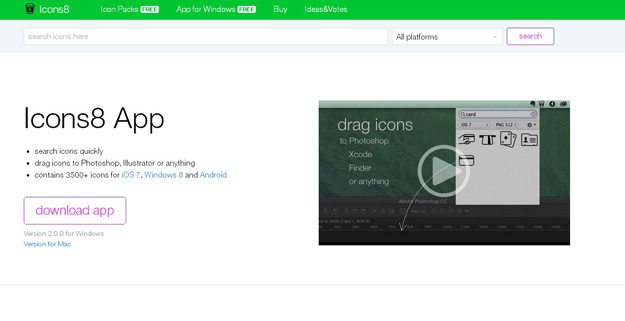 Icons8 Icon Packs FREE App for Windows FREE Buy Ideas&Votes
search icons here All platforms search
Icons8 App
search icons quickly
drag icons to Photoshop, Illustrator or anything
contains 3500+ icons for iOS 7, Windows 8 and Android
download app
Version 2.0.0 for Windows
Version for Mac
drag icons
to Photoshop
Xcode
Finder
or anything
card
iOS 7 PNG 512
Adobe Photoshop CC